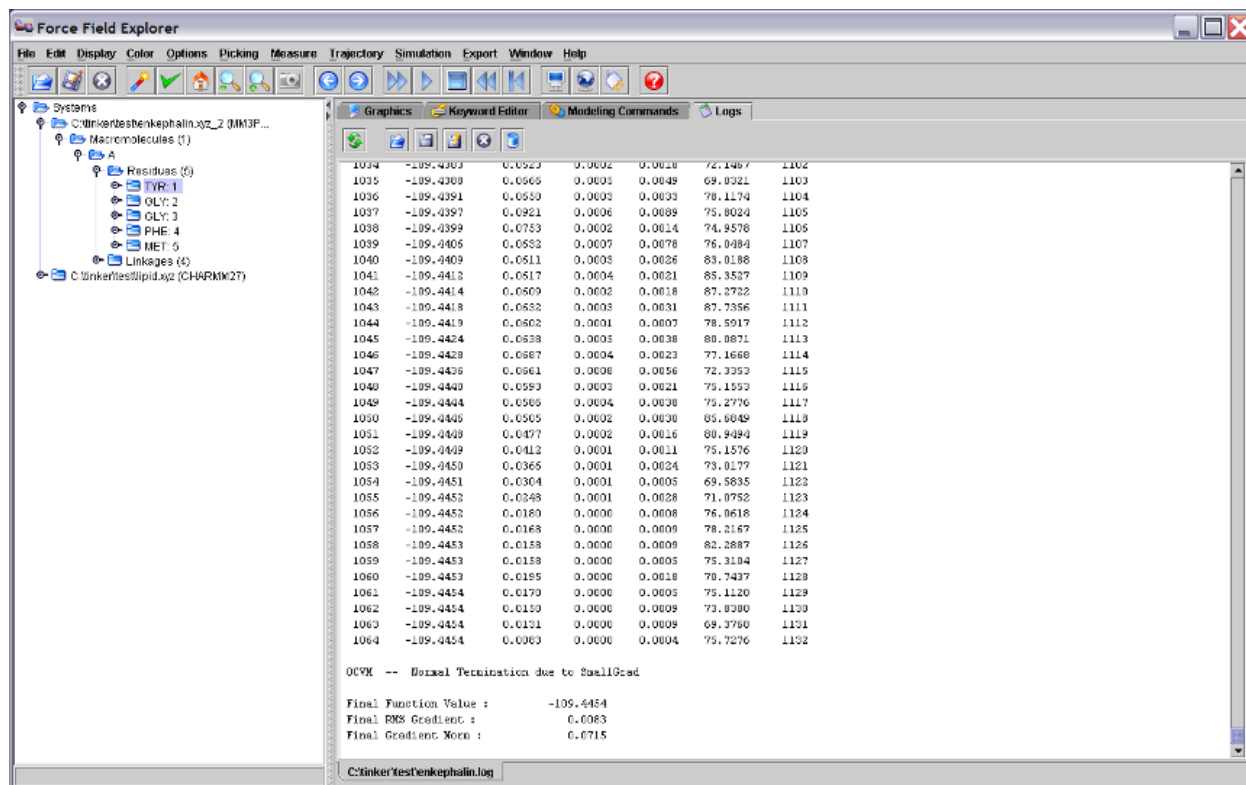 Force Field Explorer
File Edit Display Color Options Picking Measure Trajectory Simulation Export Window Help
Systems
C:\tinker\test\enkephalin.xyz_2 (MM3P...
Macromolecules (1)
A
Residues (5)
TYR: 1
GLY: 2
GLY: 3
PHE: 4
MET: 5
Linkages (4)
C:\tinker\test\lipid.xyz (CHARMM27)
Graphics Keyword Editor Modeling Commands Logs
1034 -109.4383 0.0523 0.0002 0.0018 72.1467 1102
1035 -109.4388 0.0666 0.0005 0.0049 69.0321 1103
1036 -109.4391 0.0650 0.0003 0.0033 78.1174 1104
1037 -109.4397 0.0921 0.0006 0.0089 75.8024 1105
1038 -109.4399 0.0753 0.0002 0.0014 74.9578 1106
1039 -109.4406 0.0632 0.0007 0.0078 76.0484 1107
1040 -109.4409 0.0611 0.0003 0.0026 83.0188 1108
1041 -109.4412 0.0617 0.0004 0.0021 85.3527 1109
1042 -109.4414 0.0609 0.0002 0.0018 87.2722 1110
1043 -109.4418 0.0632 0.0003 0.0031 87.7356 1111
1044 -109.4419 0.0602 0.0001 0.0007 78.5917 1112
1045 -109.4424 0.0638 0.0005 0.0038 80.0871 1113
1046 -109.4428 0.0687 0.0004 0.0023 77.1668 1114
1047 -109.4436 0.0661 0.0008 0.0056 72.3353 1115
1048 -109.4440 0.0593 0.0003 0.0021 75.1553 1116
1049 -109.4444 0.0586 0.0004 0.0038 75.2776 1117
1050 -109.4446 0.0505 0.0002 0.0030 85.6849 1118
1051 -109.4448 0.0477 0.0002 0.0016 80.9494 1119
1052 -109.4449 0.0412 0.0001 0.0011 75.1576 1120
1053 -109.4450 0.0366 0.0001 0.0024 73.0177 1121
1054 -109.4451 0.0304 0.0001 0.0005 69.5835 1122
1055 -109.4452 0.0248 0.0001 0.0028 71.0752 1123
1056 -109.4452 0.0180 0.0000 0.0008 76.0618 1124
1057 -109.4452 0.0168 0.0000 0.0009 78.2167 1125
1058 -109.4453 0.0158 0.0000 0.0009 82.2887 1126
1059 -109.4453 0.0158 0.0000 0.0005 75.3104 1127
1060 -109.4453 0.0195 0.0000 0.0018 70.7437 1128
1061 -109.4454 0.0170 0.0000 0.0005 75.1120 1129
1062 -109.4454 0.0150 0.0000 0.0009 73.8380 1130
1063 -109.4454 0.0131 0.0000 0.0009 69.3760 1131
1064 -109.4454 0.0083 0.0000 0.0004 75.7276 1132
OCVM -- Normal Termination due to SmallGrad
Final Function Value : -109.4454
Final RMS Gradient : 0.0083
Final Gradient Norm : 0.0715
C:\tinker\test\enkephalin.log